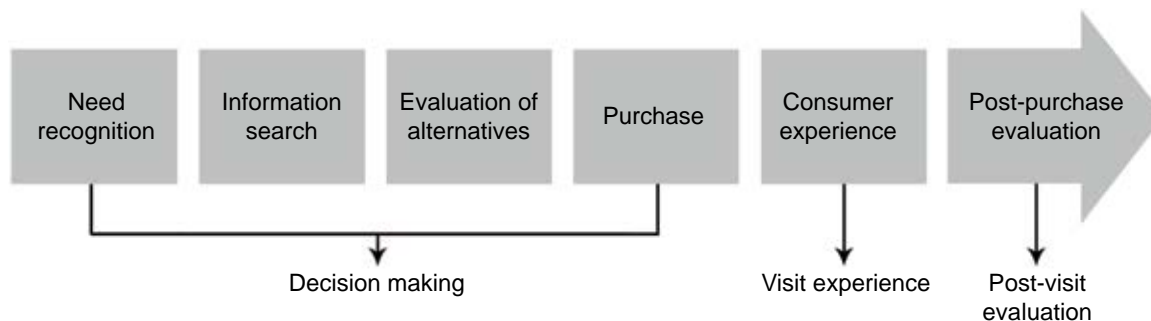 Need
recognition
Information
search
Evaluation of
alternatives
Purchase
Consumer
experience
Post-purchase
evaluation
Decision making
Visit experience
Post-visit
evaluation